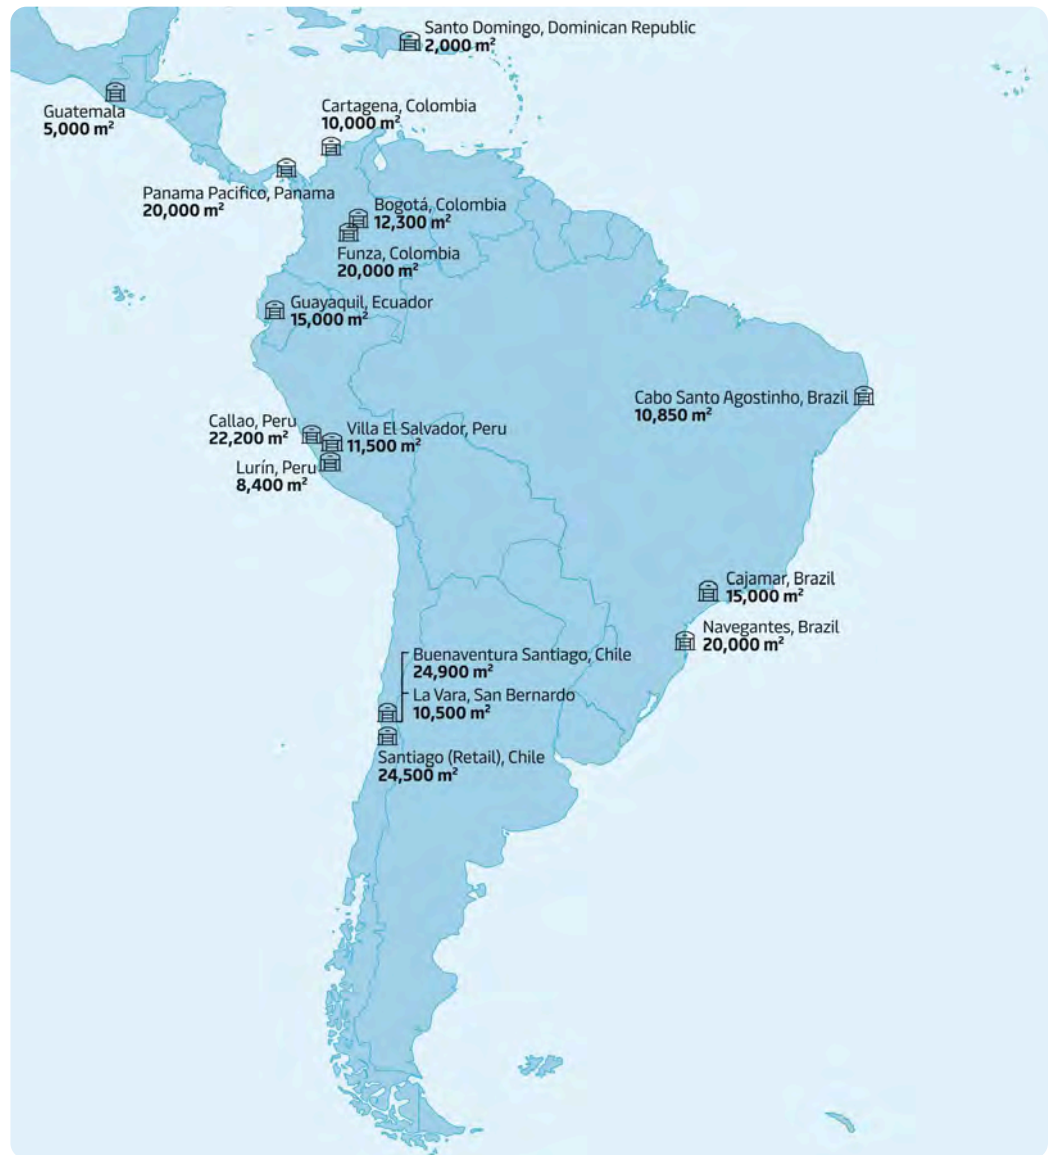 Santo Domingo, Dominican Republic
2,000 m²
Guatemala
5,000 m²
Cartagena, Colombia
10,000 m²
Panama Pacifico, Panama
20,000 m²
Bogotá, Colombia
12,300 m²
Funza, Colombia
20,000 m²
Guayaquil, Ecuador
15,000 m²
Cabo Santo Agostinho, Brazil
10,850 m²
Callao, Peru
22,200 m²
Villa El Salvador, Peru
11,500 m²
Lurín, Peru
8,400 m²
Cajamar, Brazil
15,000 m²
Navegantes, Brazil
20,000 m²
Buenaventura Santiago, Chile
24,900 m²
La Vara, San Bernardo
10,500 m²
Santiago (Retail), Chile
24,500 m²